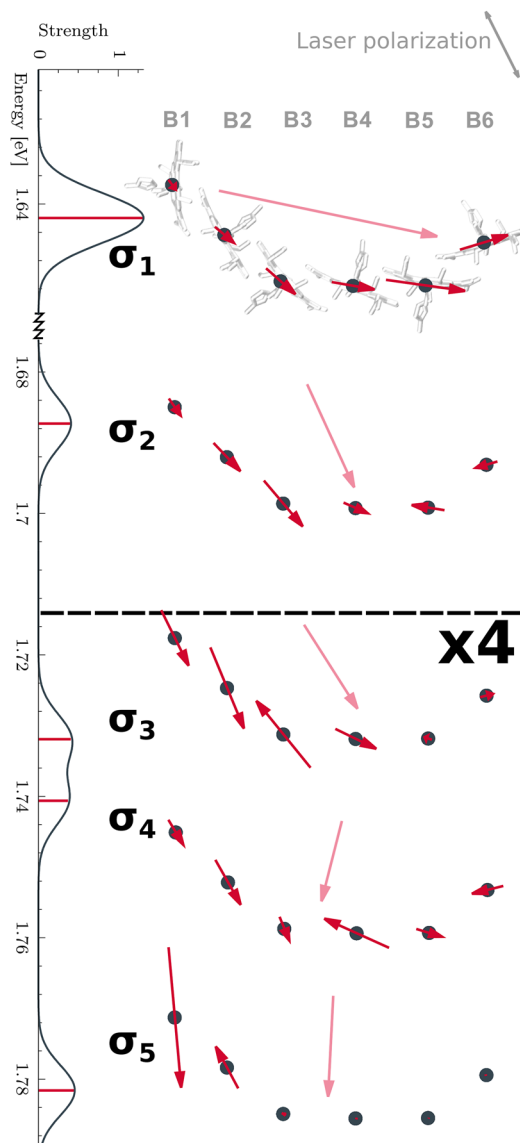 Strength
0 1
Energy [eV]
Laser polarization
B1 B2 B3 B4 B5 B6
1.64
σ1
1.68
σ2
1.7
x4
1.72
σ3
1.74
σ4
1.76
σ5
1.78